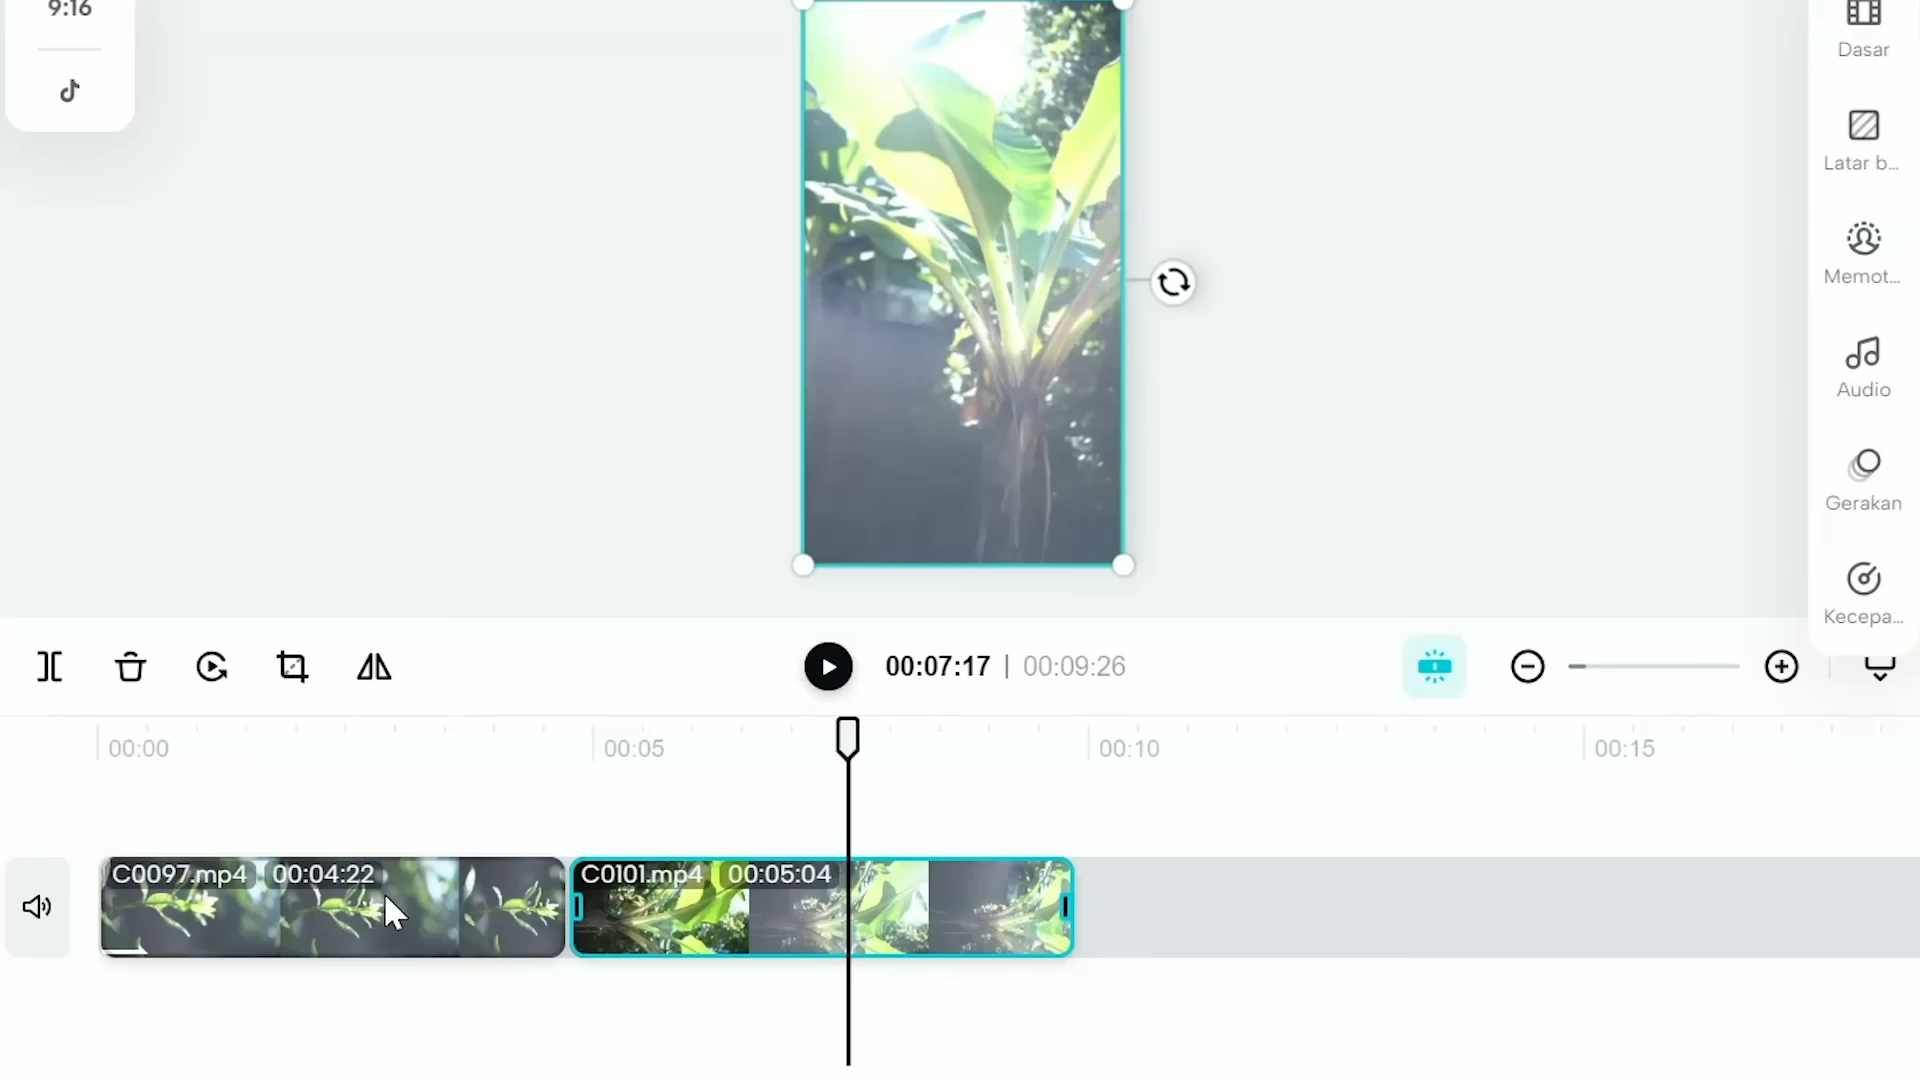 9:16
Dasar
Latar b...
Memot...
Audio
Gerakan
Kecepa...
00:07:17 | 00:09:26
00:00 00:05 00:10 00:15
C0097.mp4 00:04:22 C0101.mp4 00:05:04